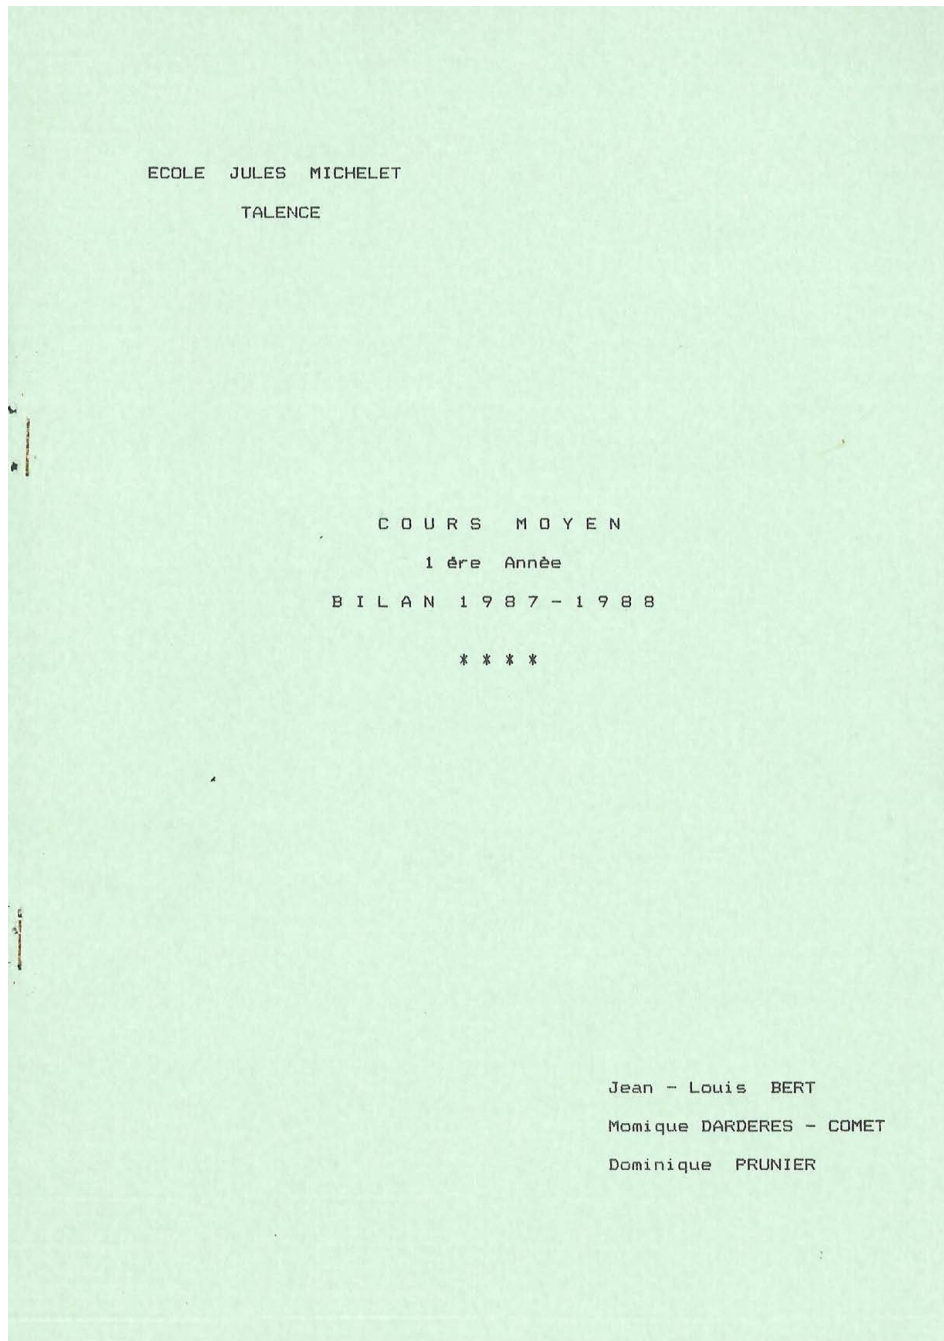 ECOLE JULES MICHELET
TALENCE
C O U R S M O Y E N
1 ére Annèe
B I L A N 1 9 8 7 - 1 9 8 8
* * * *
Jean - Louis BERT
Momique DARDERES - COMET
Dominique PRUNIER